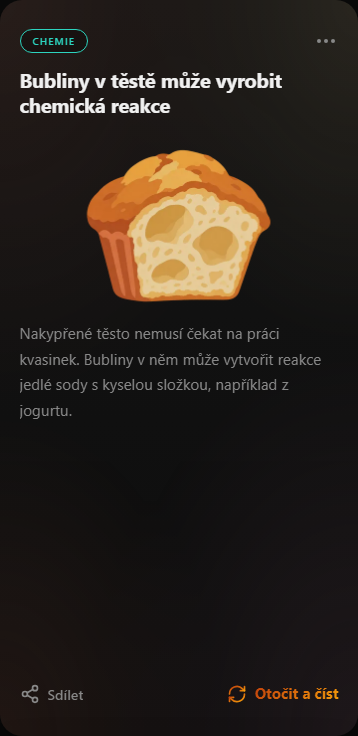 CHEMIE
Bubliny v těstě může vyrobit
chemická reakce
Nakypřené těsto nemusí čekat na práci
kvasinek. Bubliny v něm může vytvořit reakce
jedlé sody s kyselou složkou, například z
jogurtu.
Sdílet
Otočit a číst